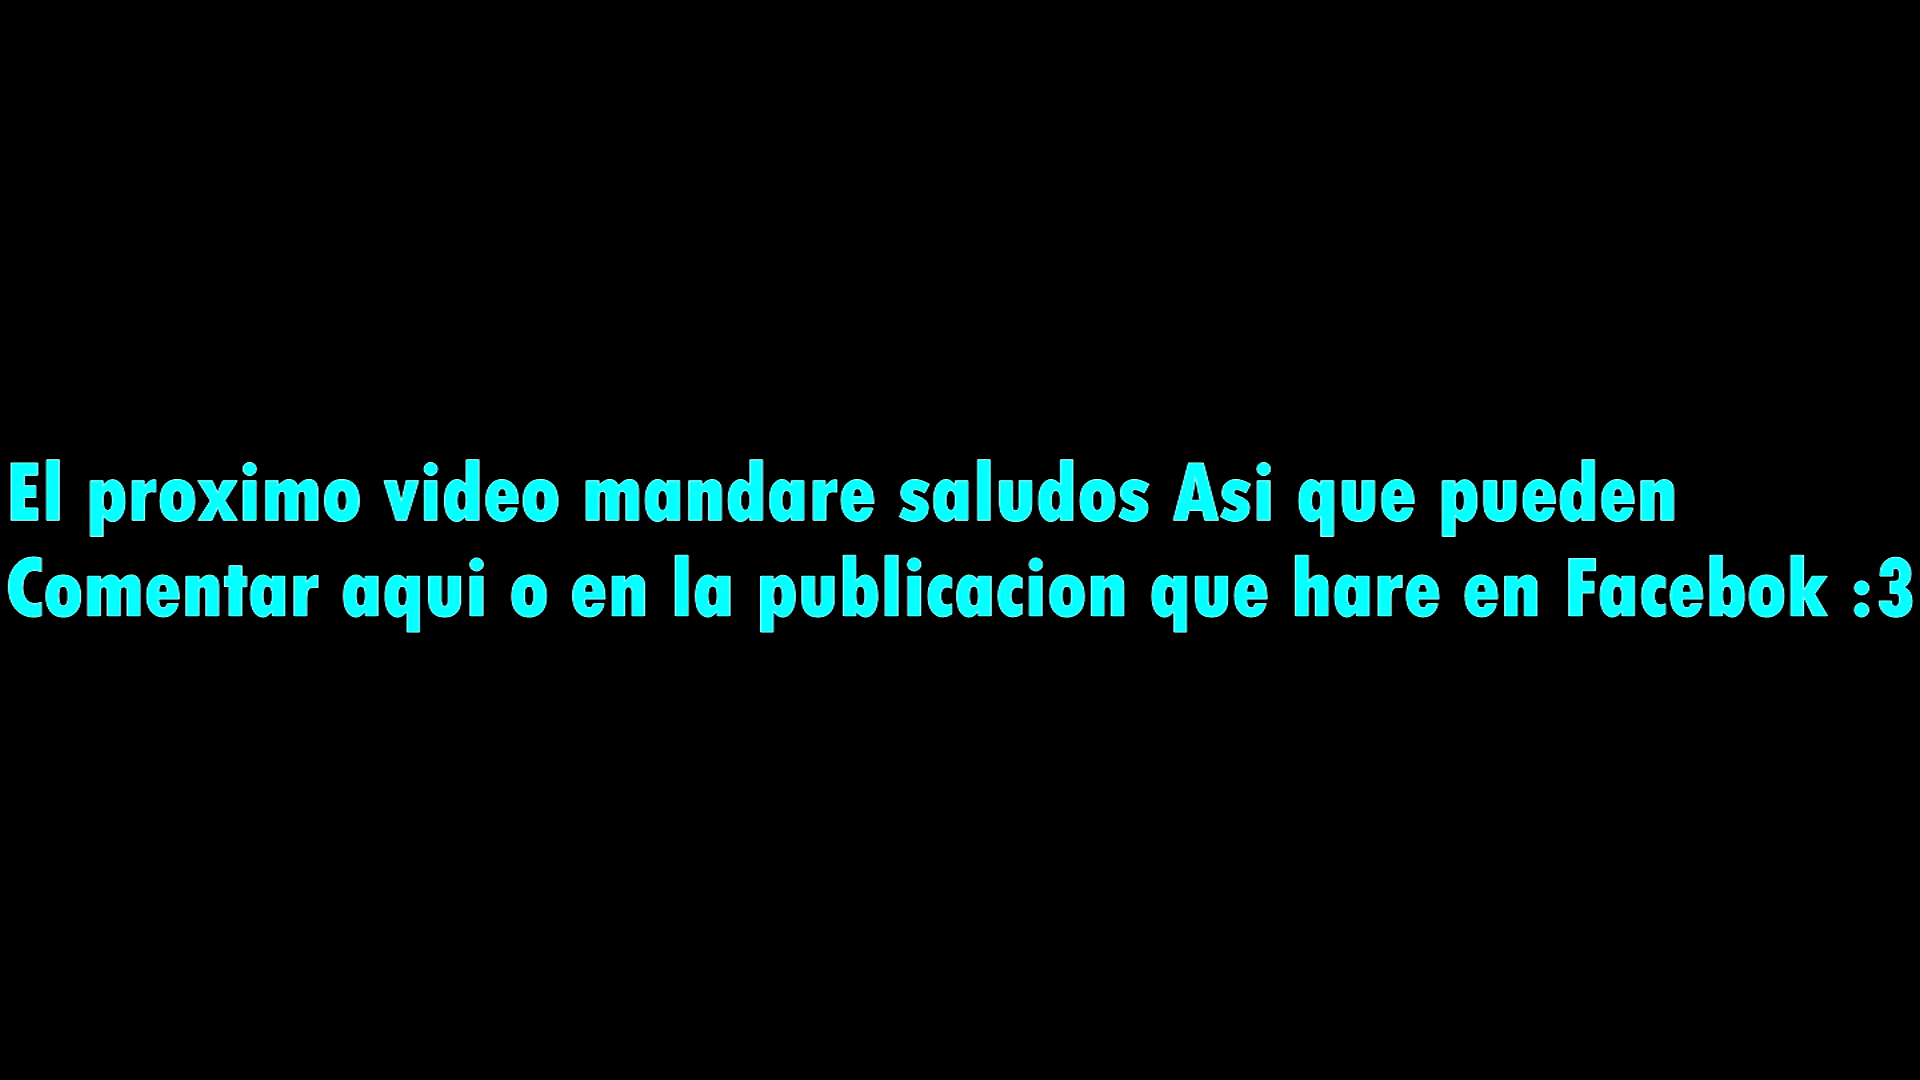 El proximo video mandare saludos Asi que pueden
Comentar aqui o en la publicacion que hare en Facebok :3